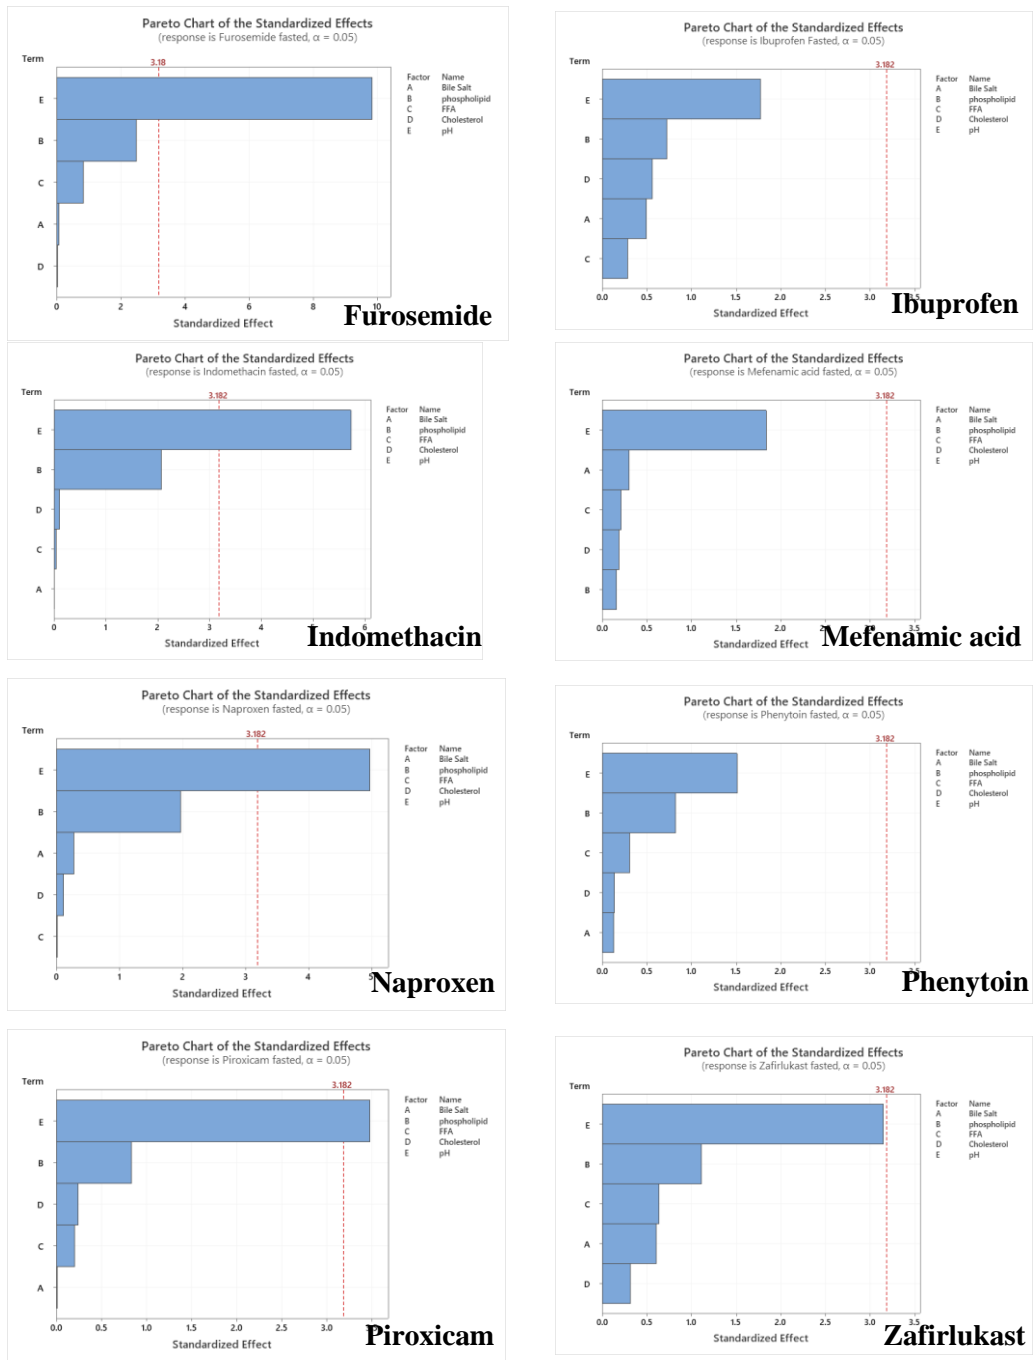 Pareto Chart of the Standardized Effects
(response is Furosemide fasted, α = 0.05)
Term
3.18
Factor Name
A Bile Salt
B phospholipid
C FFA
D Cholesterol
E pH
E
B
C
A
D
0 2 4 6 8 10
Standardized Effect
Furosemide
Pareto Chart of the Standardized Effects
(response is Ibuprofen Fasted, α = 0.05)
Term
3.182
Factor Name
A Bile Salt
B phospholipid
C FFA
D Cholesterol
E pH
E
B
D
A
C
0.0 0.5 1.0 1.5 2.0 2.5 3.0 3.5
Standardized Effect
Ibuprofen
Pareto Chart of the Standardized Effects
(response is Indomethacin fasted, α = 0.05)
Term
3.182
Factor Name
A Bile Salt
B phospholipid
C FFA
D Cholesterol
E pH
E
B
D
C
A
0 1 2 3 4 5 6
Standardized Effect
Indomethacin
Pareto Chart of the Standardized Effects
(response is Mefenamic acid fasted, α = 0.05)
Term
3.182
Factor Name
A Bile Salt
B phospholipid
C FFA
D Cholesterol
E pH
E
A
C
D
B
0.0 0.5 1.0 1.5 2.0 2.5 3.0 3.5
Standardized Effect
Mefenamic acid
Pareto Chart of the Standardized Effects
(response is Naproxen fasted, α = 0.05)
Term
3.182
Factor Name
A Bile Salt
B phospholipid
C FFA
D Cholesterol
E pH
E
B
A
D
C
0 1 2 3 4 5
Standardized Effect
Naproxen
Pareto Chart of the Standardized Effects
(response is Phenytoin fasted, α = 0.05)
Term
3.182
Factor Name
A Bile Salt
B phospholipid
C FFA
D Cholesterol
E pH
E
B
C
D
A
0.0 0.5 1.0 1.5 2.0 2.5 3.0 3.5
Standardized Effect
Phenytoin
Pareto Chart of the Standardized Effects
(response is Piroxicam fasted, α = 0.05)
Term
3.182
Factor Name
A Bile Salt
B phospholipid
C FFA
D Cholesterol
E pH
E
B
D
C
A
0.0 0.5 1.0 1.5 2.0 2.5 3.0 3.5
Standardized Effect
Piroxicam
Pareto Chart of the Standardized Effects
(response is Zafirlukast fasted, α = 0.05)
Term
3.182
Factor Name
A Bile Salt
B phospholipid
C FFA
D Cholesterol
E pH
E
B
C
A
D
0.0 0.5 1.0 1.5 2.0 2.5 3.0 3.5
Standardized Effect
Zafirlukast